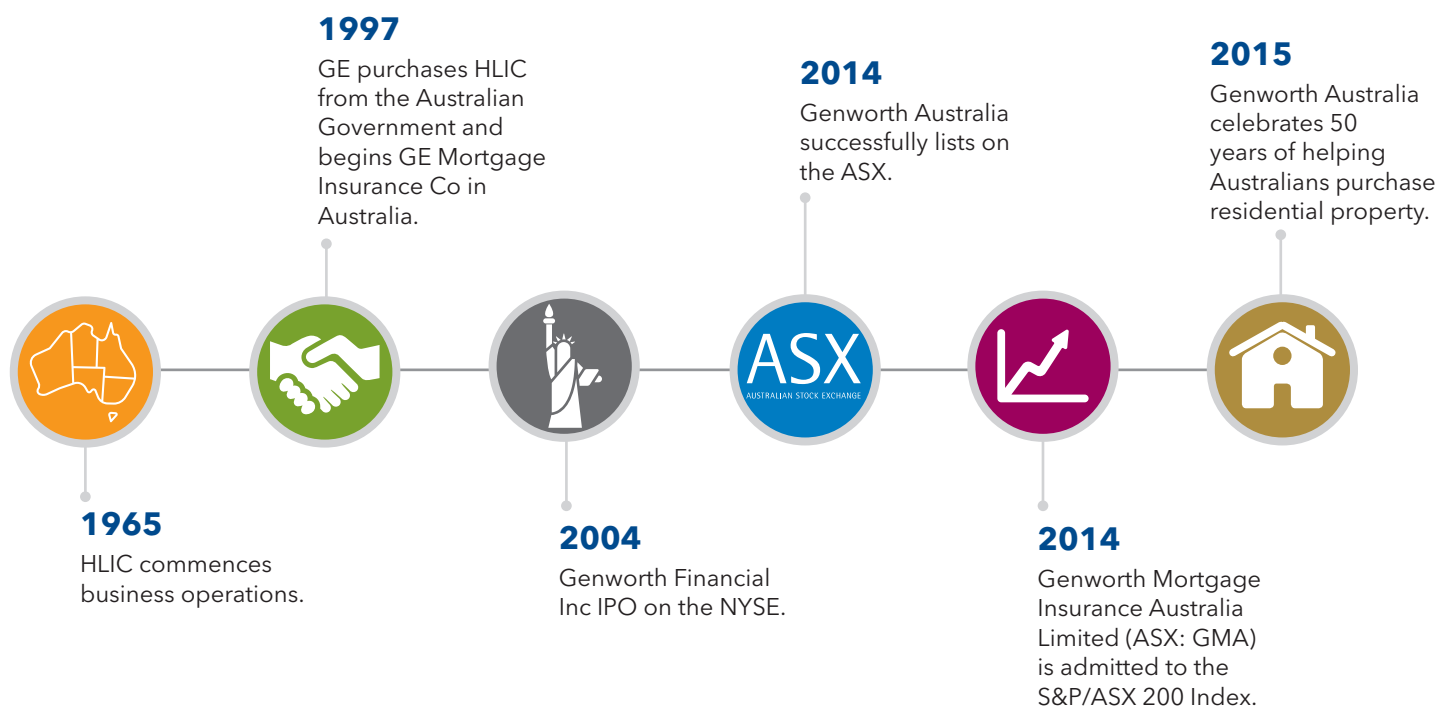 1997
GE purchases HLIC
from the Australian
Government and
begins GE Mortgage
Insurance Co in
Australia.
2014
Genworth Australia
successfully lists on
the ASX.
2015
Genworth Australia
celebrates 50
years of helping
Australians purchase
residential property.
ASX
AUSTRALIAN STOCK EXCHANGE
1965
HLIC commences
business operations.
2004
Genworth Financial
Inc IPO on the NYSE.
2014
Genworth Mortgage
Insurance Australia
Limited (ASX: GMA)
is admitted to the
S&P/ASX 200 Index.